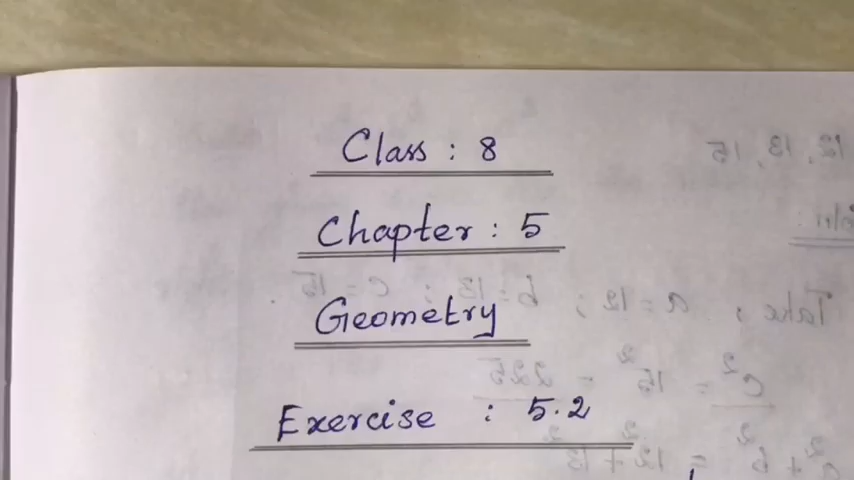 Class : 8
Chapter : 5
Geometry
Exercise : 5.2